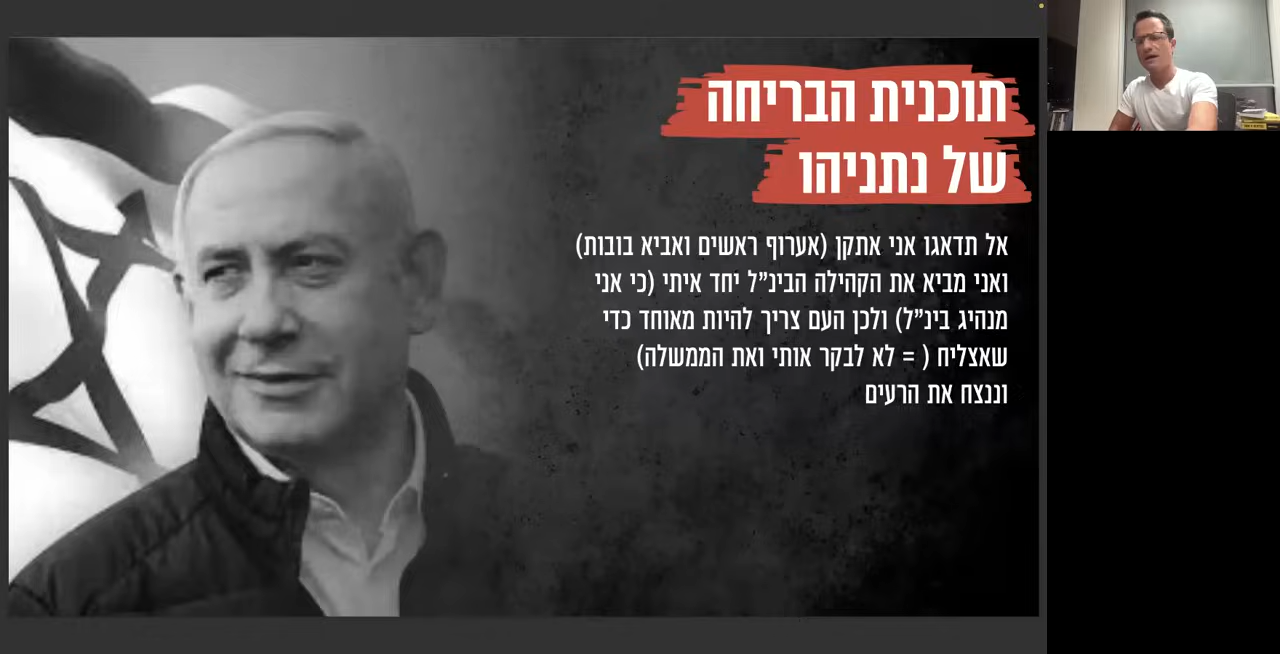 תוכנית הבריחה
של נתניהו
אל תדאגו אני אתקן (אערוף ראשים ואביא בובות)
ואני מביא את הקהילה הבינ״ל יחד איתי (כי אני
מנהיג בינ״ל) ולכן העם צריך להיות מאוחד כדי
שאצליח ( = לא לבקר אותי ואת הממשלה)
וננצח את הרעים